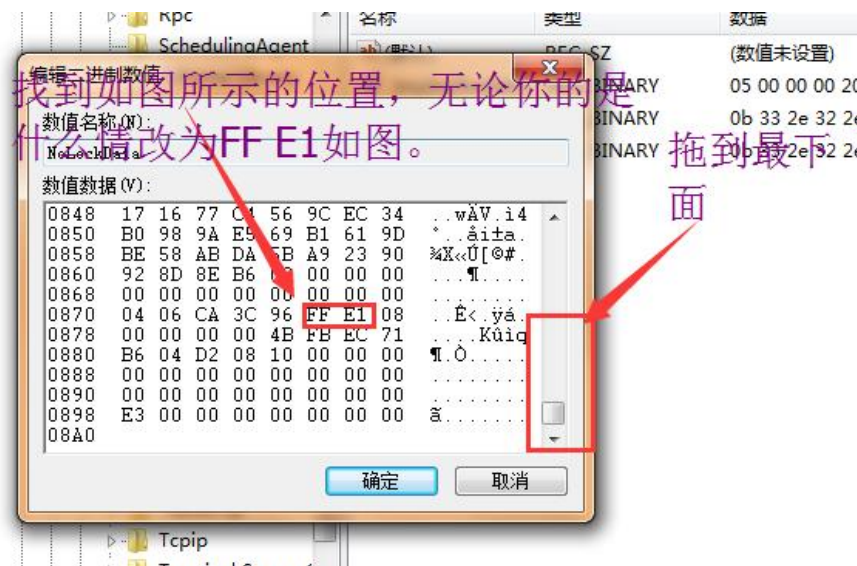 Rpc
名称 类型 数据
SchedulingAgent
ab (默认) REG_SZ (数值未设置)
编辑二进制数值
找到如图所示的位置，无论你的是
什么情改为FF E1如图。
BINARY 05 00 00 00 20
数值名称(N):
BINARY 0b 33 2e 32 2e
NoLockData
BINARY 0b 33 2e 32 2e
拖到最下
面
数值数据(V):
0848 17 16 77 C4 56 9C EC 34 ..wÄV.ì4
0850 B0 98 9A E5 69 B1 61 9D °..åi±a.
0858 BE 58 AB DA 5B A9 23 90 ¾X«Ú[©#.
0860 92 8D 8E B6 00 00 00 00 ...¶....
0868 00 00 00 00 00 00 00 00 ........
0870 04 06 CA 3C 96 FF E1 08 ..Ê<.ÿá.
0878 00 00 00 00 4B FB EC 71 ....Kûìq
0880 B6 04 D2 08 10 00 00 00 ¶.Ò.....
0888 00 00 00 00 00 00 00 00 ........
0890 00 00 00 00 00 00 00 00 ........
0898 E3 00 00 00 00 00 00 00 ã.......
08A0
确定 取消
Tcpip